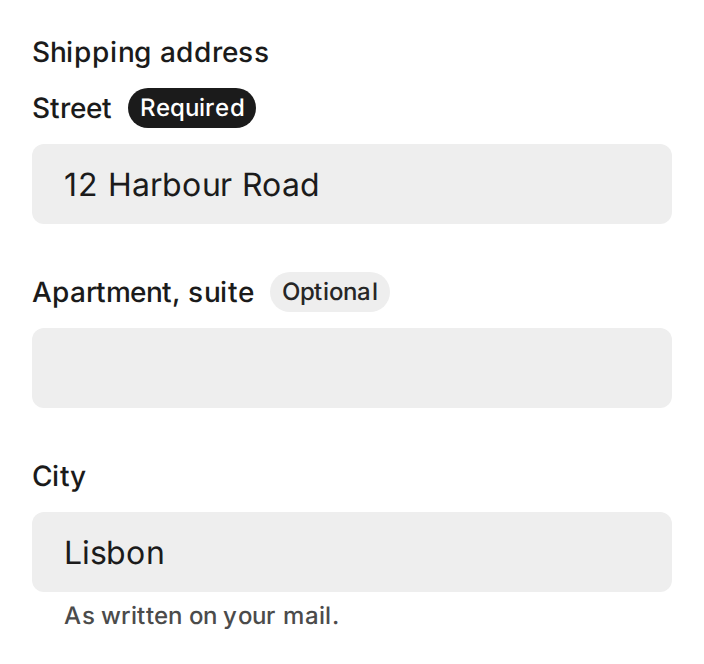 Shipping address
Street Required
12 Harbour Road
Apartment, suite Optional
City
Lisbon
As written on your mail.